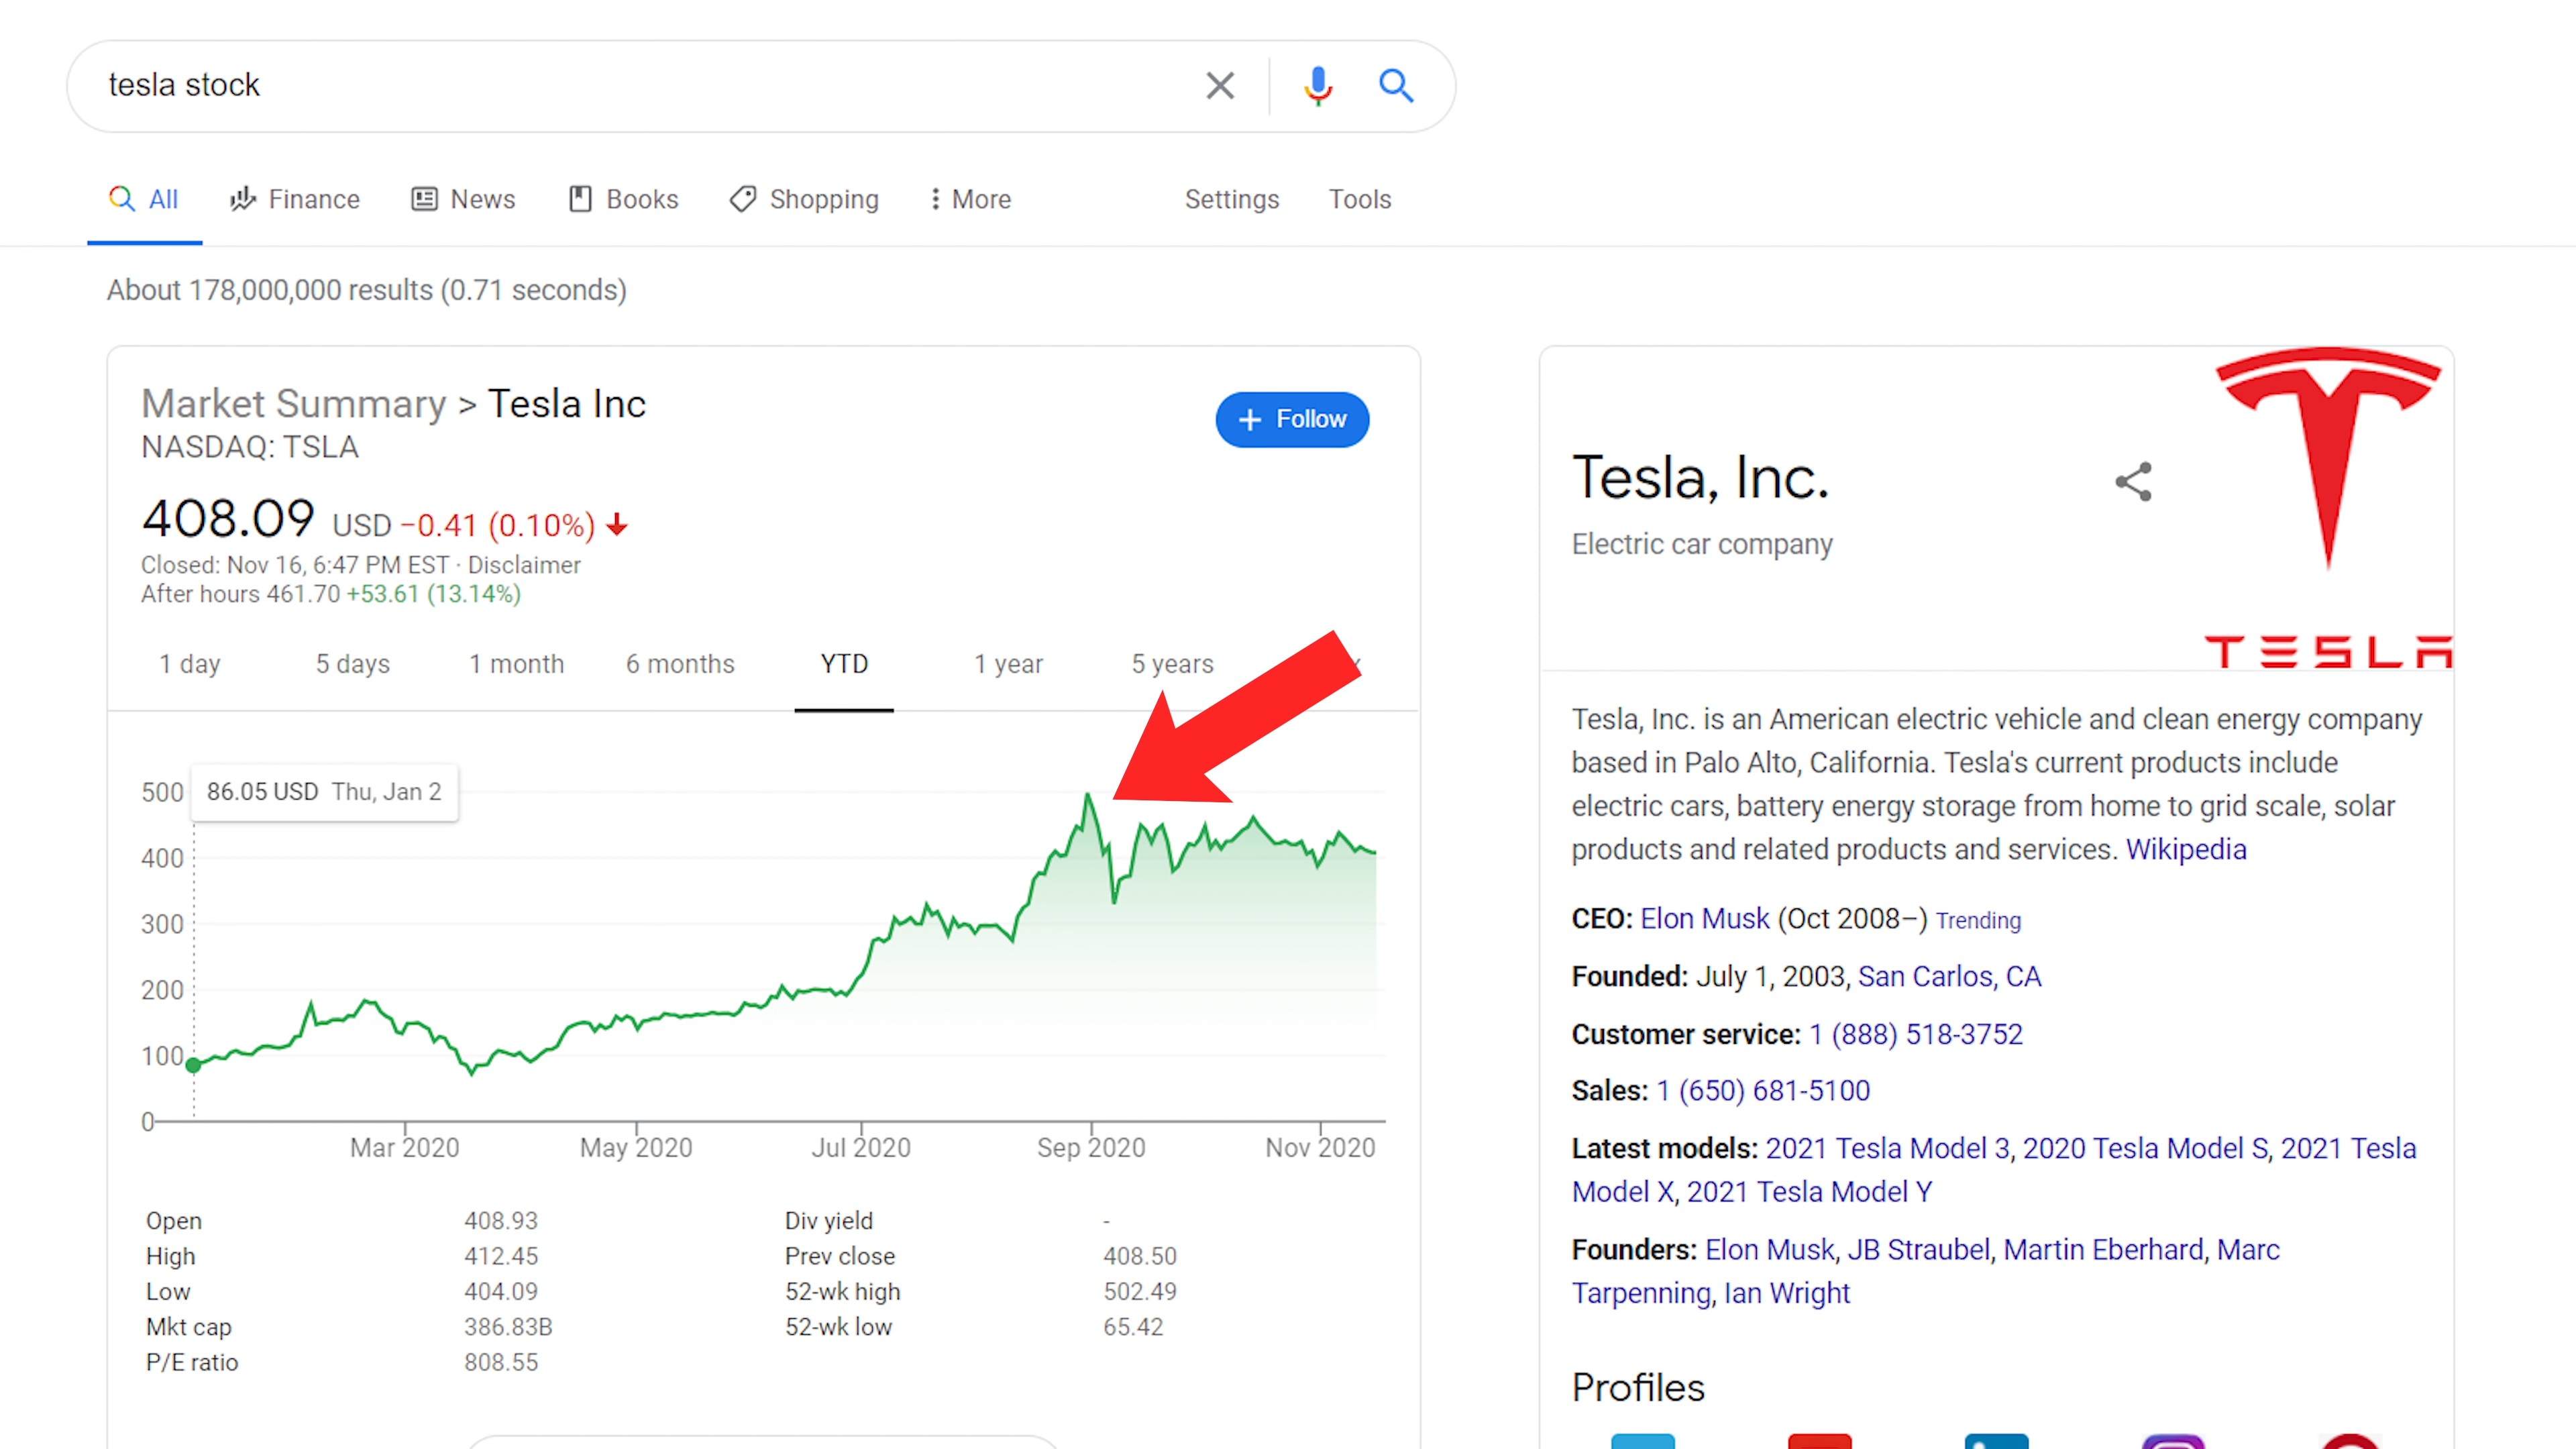 tesla stock
All Finance News Books Shopping More Settings Tools
About 178,000,000 results (0.71 seconds)
Market Summary > Tesla Inc
NASDAQ: TSLA
+ Follow
408.09 USD −0.41 (0.10%)
Closed: Nov 16, 6:47 PM EST · Disclaimer
After hours 461.70 +53.61 (13.14%)
1 day 5 days 1 month 6 months YTD 1 year 5 years
86.05 USD Thu, Jan 2
500
400
300
200
100
0
Mar 2020 May 2020 Jul 2020 Sep 2020 Nov 2020
Open 408.93 Div yield -
High 412.45 Prev close 408.50
Low 404.09 52-wk high 502.49
Mkt cap 386.83B 52-wk low 65.42
P/E ratio 808.55
Tesla, Inc.
Electric car company
TESLA
Tesla, Inc. is an American electric vehicle and clean energy company
based in Palo Alto, California. Tesla's current products include
electric cars, battery energy storage from home to grid scale, solar
products and related products and services. Wikipedia
CEO: Elon Musk (Oct 2008–) Trending
Founded: July 1, 2003, San Carlos, CA
Customer service: 1 (888) 518-3752
Sales: 1 (650) 681-5100
Latest models: 2021 Tesla Model 3, 2020 Tesla Model S, 2021 Tesla
Model X, 2021 Tesla Model Y
Founders: Elon Musk, JB Straubel, Martin Eberhard, Marc
Tarpenning, Ian Wright
Profiles